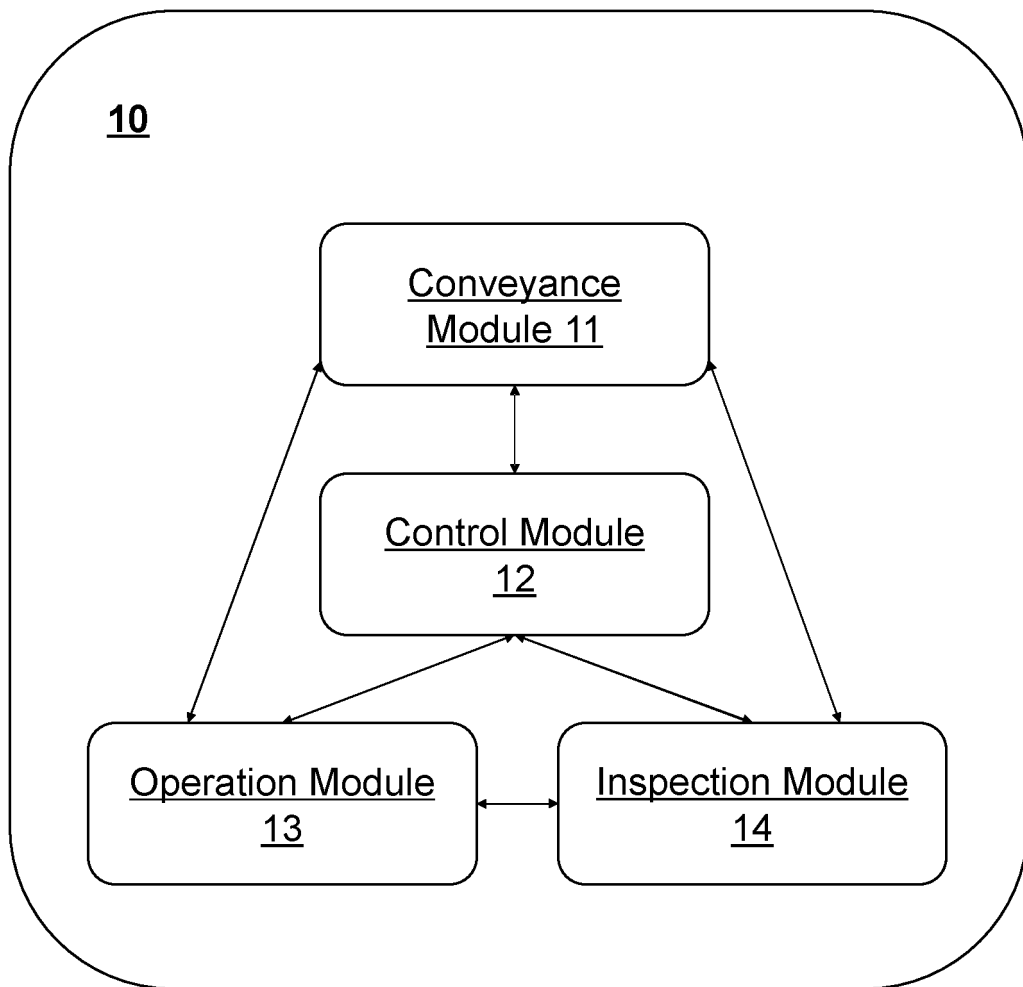 10
Conveyance
Module 11
Control Module
12
Operation Module
13
Inspection Module
14